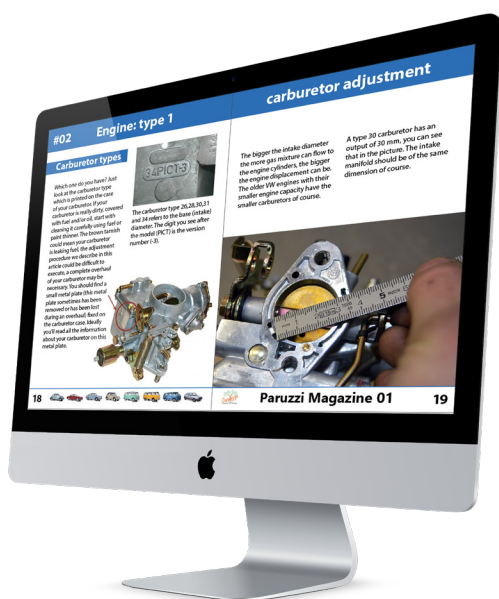 #02 Engine: type 1
Carburetor types
Which one do you have? Just
look at the carburetor type
which is printed on the case
of your carburetor. If your
carburetor is really dirty, covered
with fuel and/or oil, start with
cleaning it carefully using fuel or
paint thinner. The brown tarnish
could mean your carburetor
is leaking fuel, the adjustment
procedure we describe in this
article could be difficult to
execute, a complete overhaul
of your carburetor may be
necessary. You should find a
small metal plate (this metal
plate sometimes has been
removed or has been lost
during an overhaul) fixed on
the carburetor case. Ideally
you'll read all the information
about your carburetor on this
metal plate.
34PICT-3
The carburetor type 26,28,30,31
and 34 refers to the base (intake)
diameter. The digit you see after
the model (PICT) is the version
number (-3).
18
carburetor adjustment
The bigger the intake diameter
the more gas mixture can flow to
the engine cylinders, the bigger
the engine displacement can be.
The older VW engines with their
smaller engine capacity have the
smaller carburetors of course.
A type 30 carburetor has an
output of 30 mm, you can see
that in the picture. The intake
manifold should be of the same
dimension of course.
5
Paruzzi Magazine 01
19